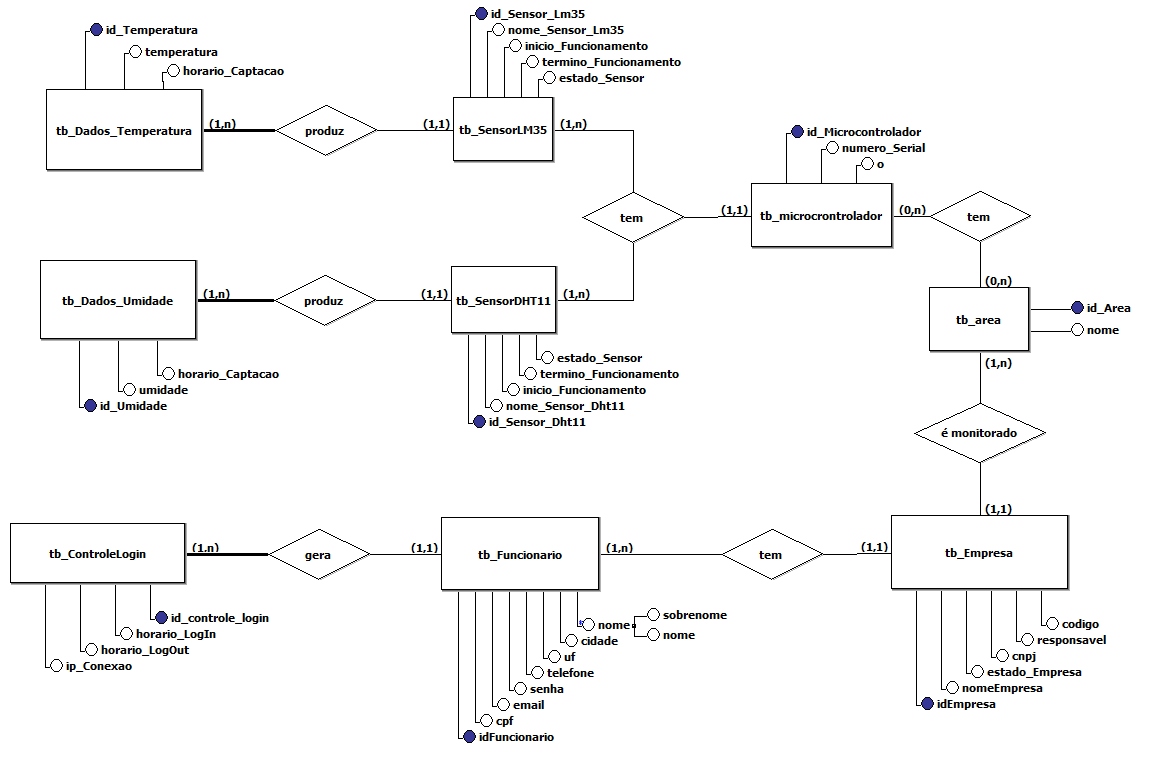 id_Temperatura
temperatura
horario_Captacao
tb_Dados_Temperatura
(1,n)
produz
(1,1)
id_Sensor_Lm35
nome_Sensor_Lm35
inicio_Funcionamento
termino_Funcionamento
estado_Sensor
tb_SensorLM35
(1,n)
tem
(1,1)
id_Microcontrolador
numero_Serial
o
tb_microcrontrolador
(0,n)
tem
(0,n)
tb_area
id_Area
nome
(1,n)
é monitorado
(1,1)
tb_Dados_Umidade
(1,n)
produz
(1,1)
tb_SensorDHT11
(1,n)
horario_Captacao
umidade
id_Umidade
estado_Sensor
termino_Funcionamento
inicio_Funcionamento
nome_Sensor_Dht11
id_Sensor_Dht11
tb_ControleLogin
(1,n)
gera
(1,1)
tb_Funcionario
(1,n)
tem
(1,1)
tb_Empresa
id_controle_login
horario_LogIn
horario_LogOut
ip_Conexao
nome
sobrenome
nome
cidade
uf
telefone
senha
email
cpf
idFuncionario
codigo
responsavel
cnpj
estado_Empresa
nomeEmpresa
idEmpresa